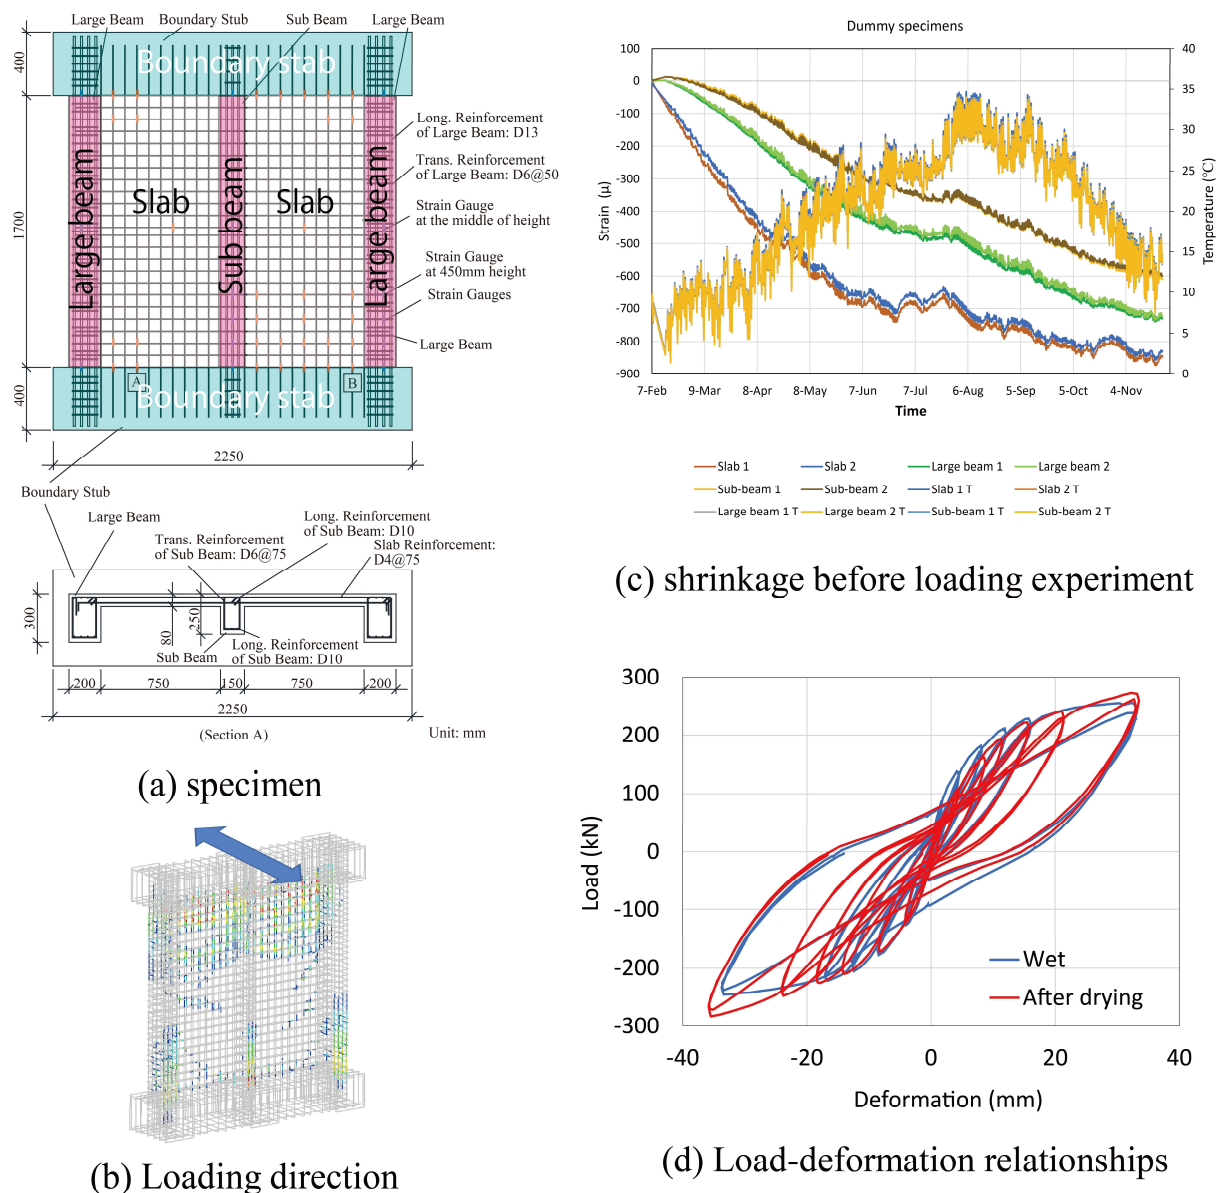 Large Beam
Boundary Stub
Sub Beam
Large Beam
400
Boundary stab
1700
Large beam
Slab
Sub beam
Slab
Large beam
Long. Reinforcement
of Large Beam: D13
Trans. Reinforcement
of Large Beam: D6@50
Strain Gauge
at the middle of height
Strain Gauge
at 450mm height
Strain Gauges
Large Beam
A
B
400
Boundary stab
2250
Boundary Stub
Large Beam
Long. Reinforcement
of Sub Beam: D10
Trans. Reinforcement
of Sub Beam: D6@75
Slab Reinforcement:
D4@75
300
80
250
Long. Reinforcement
of Sub Beam: D10
Sub Beam
200
750
150
750
200
2250
(Section A)
Unit: mm
(a) specimen
(b) Loading direction
Dummy specimens
100
0
-100
-200
-300
-400
-500
-600
-700
-800
-900
Strain (μ)
40
35
30
25
20
15
10
5
0
Temperature (℃)
7-Feb
9-Mar
8-Apr
8-May
7-Jun
7-Jul
6-Aug
5-Sep
5-Oct
4-Nov
Time
Slab 1
Slab 2
Large beam 1
Large beam 2
Sub-beam 1
Sub-beam 2
Slab 1 T
Slab 2 T
Large beam 1 T
Large beam 2 T
Sub-beam 1 T
Sub-beam 2 T
(c) shrinkage before loading experiment
300
200
100
0
-100
-200
-300
Load (kN)
Wet
After drying
-40
-20
0
20
40
Deformation (mm)
(d) Load-deformation relationships